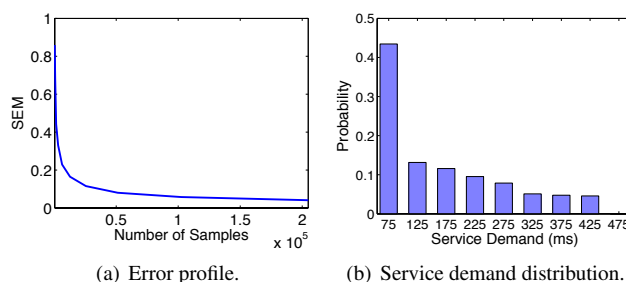 1
0.8
0.6
0.4
0.2
0
SEM
0.5 1 1.5 2
Number of Samples
x 10^5
(a) Error profile.
0.5
0.4
0.3
0.2
0.1
0
Probability
75 125 175 225 275 325 375 425 475
Service Demand (ms)
(b) Service demand distribution.